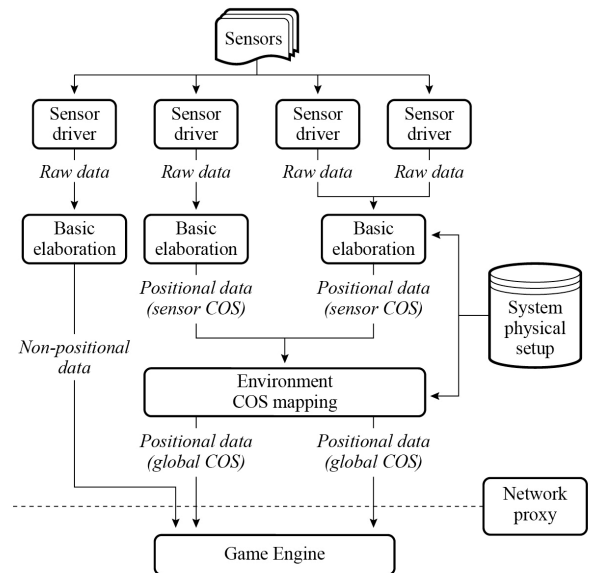 Sensors
Sensor
driver
Sensor
driver
Sensor
driver
Sensor
driver
Raw data
Raw data
Raw data
Raw data
Basic
elaboration
Basic
elaboration
Basic
elaboration
Positional data
(sensor COS)
Positional data
(sensor COS)
System
physical
setup
Non-positional
data
Environment
COS mapping
Positional data
(global COS)
Positional data
(global COS)
Network
proxy
Game Engine